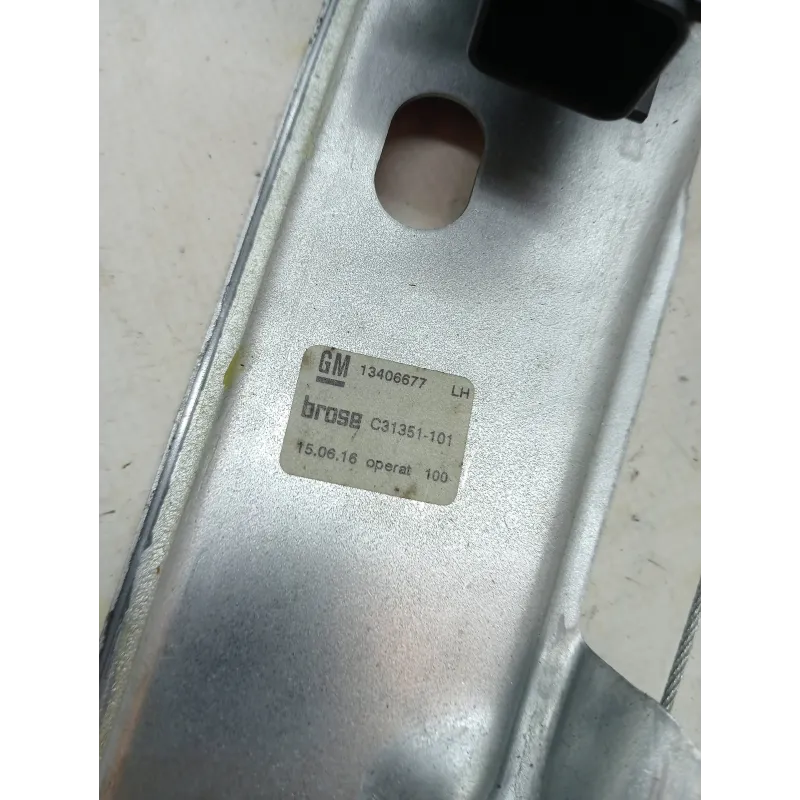 GM 13406677 LH
brose C31351-101
15.06.16 operat 100